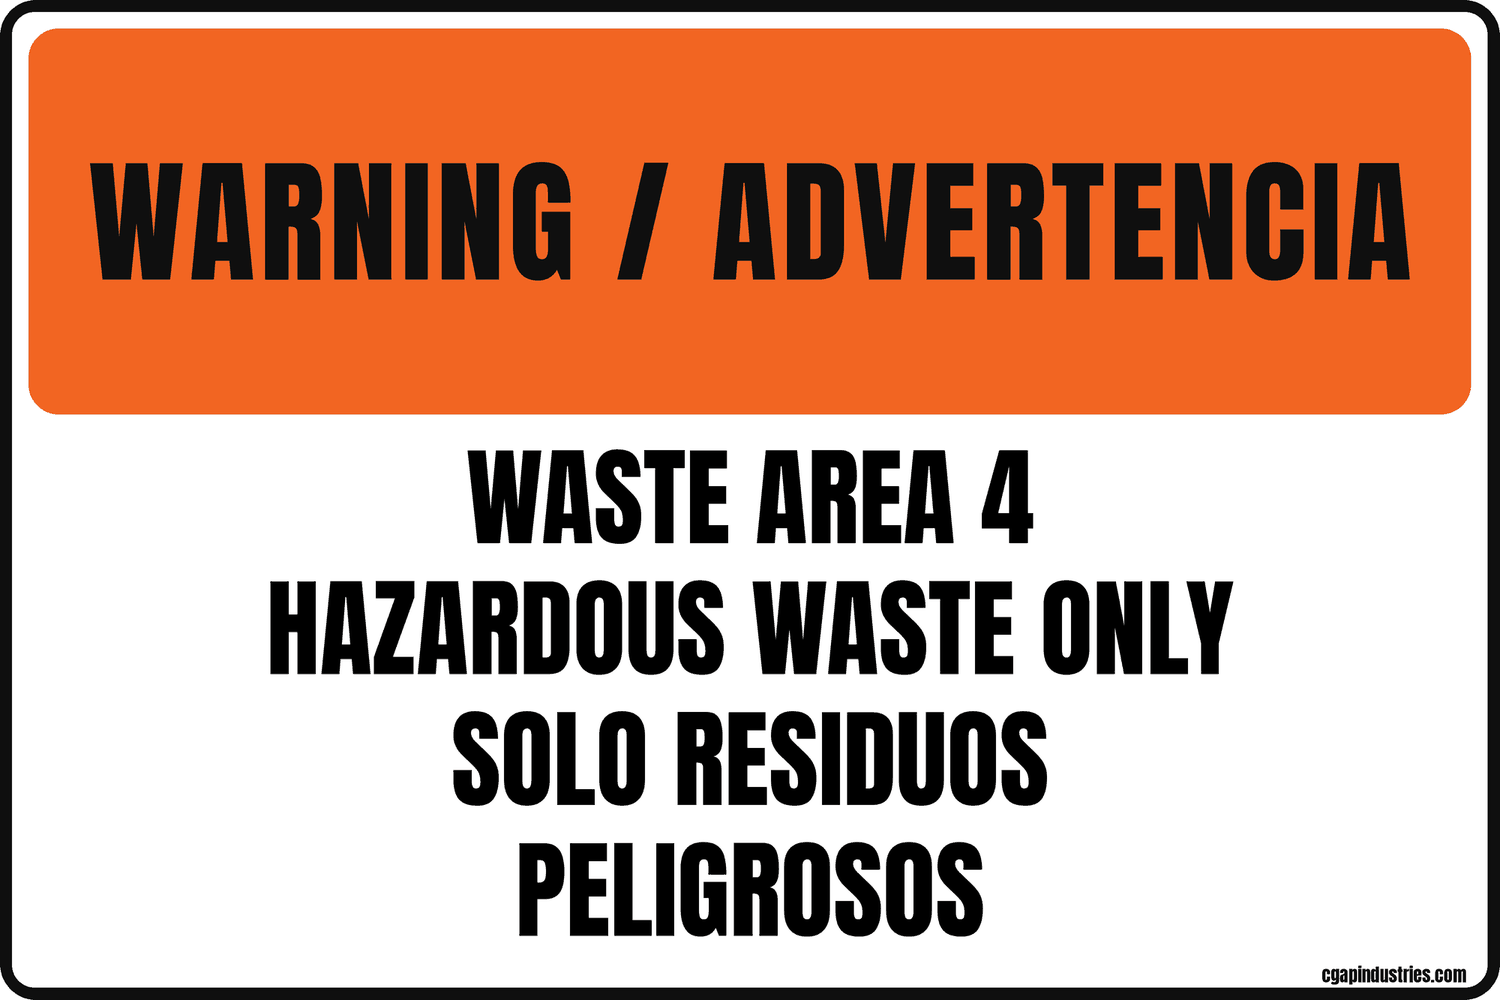 WARNING / ADVERTENCIA
WASTE AREA 4
HAZARDOUS WASTE ONLY
SOLO RESIDUOS
PELIGROSOS
cgapindustries.com